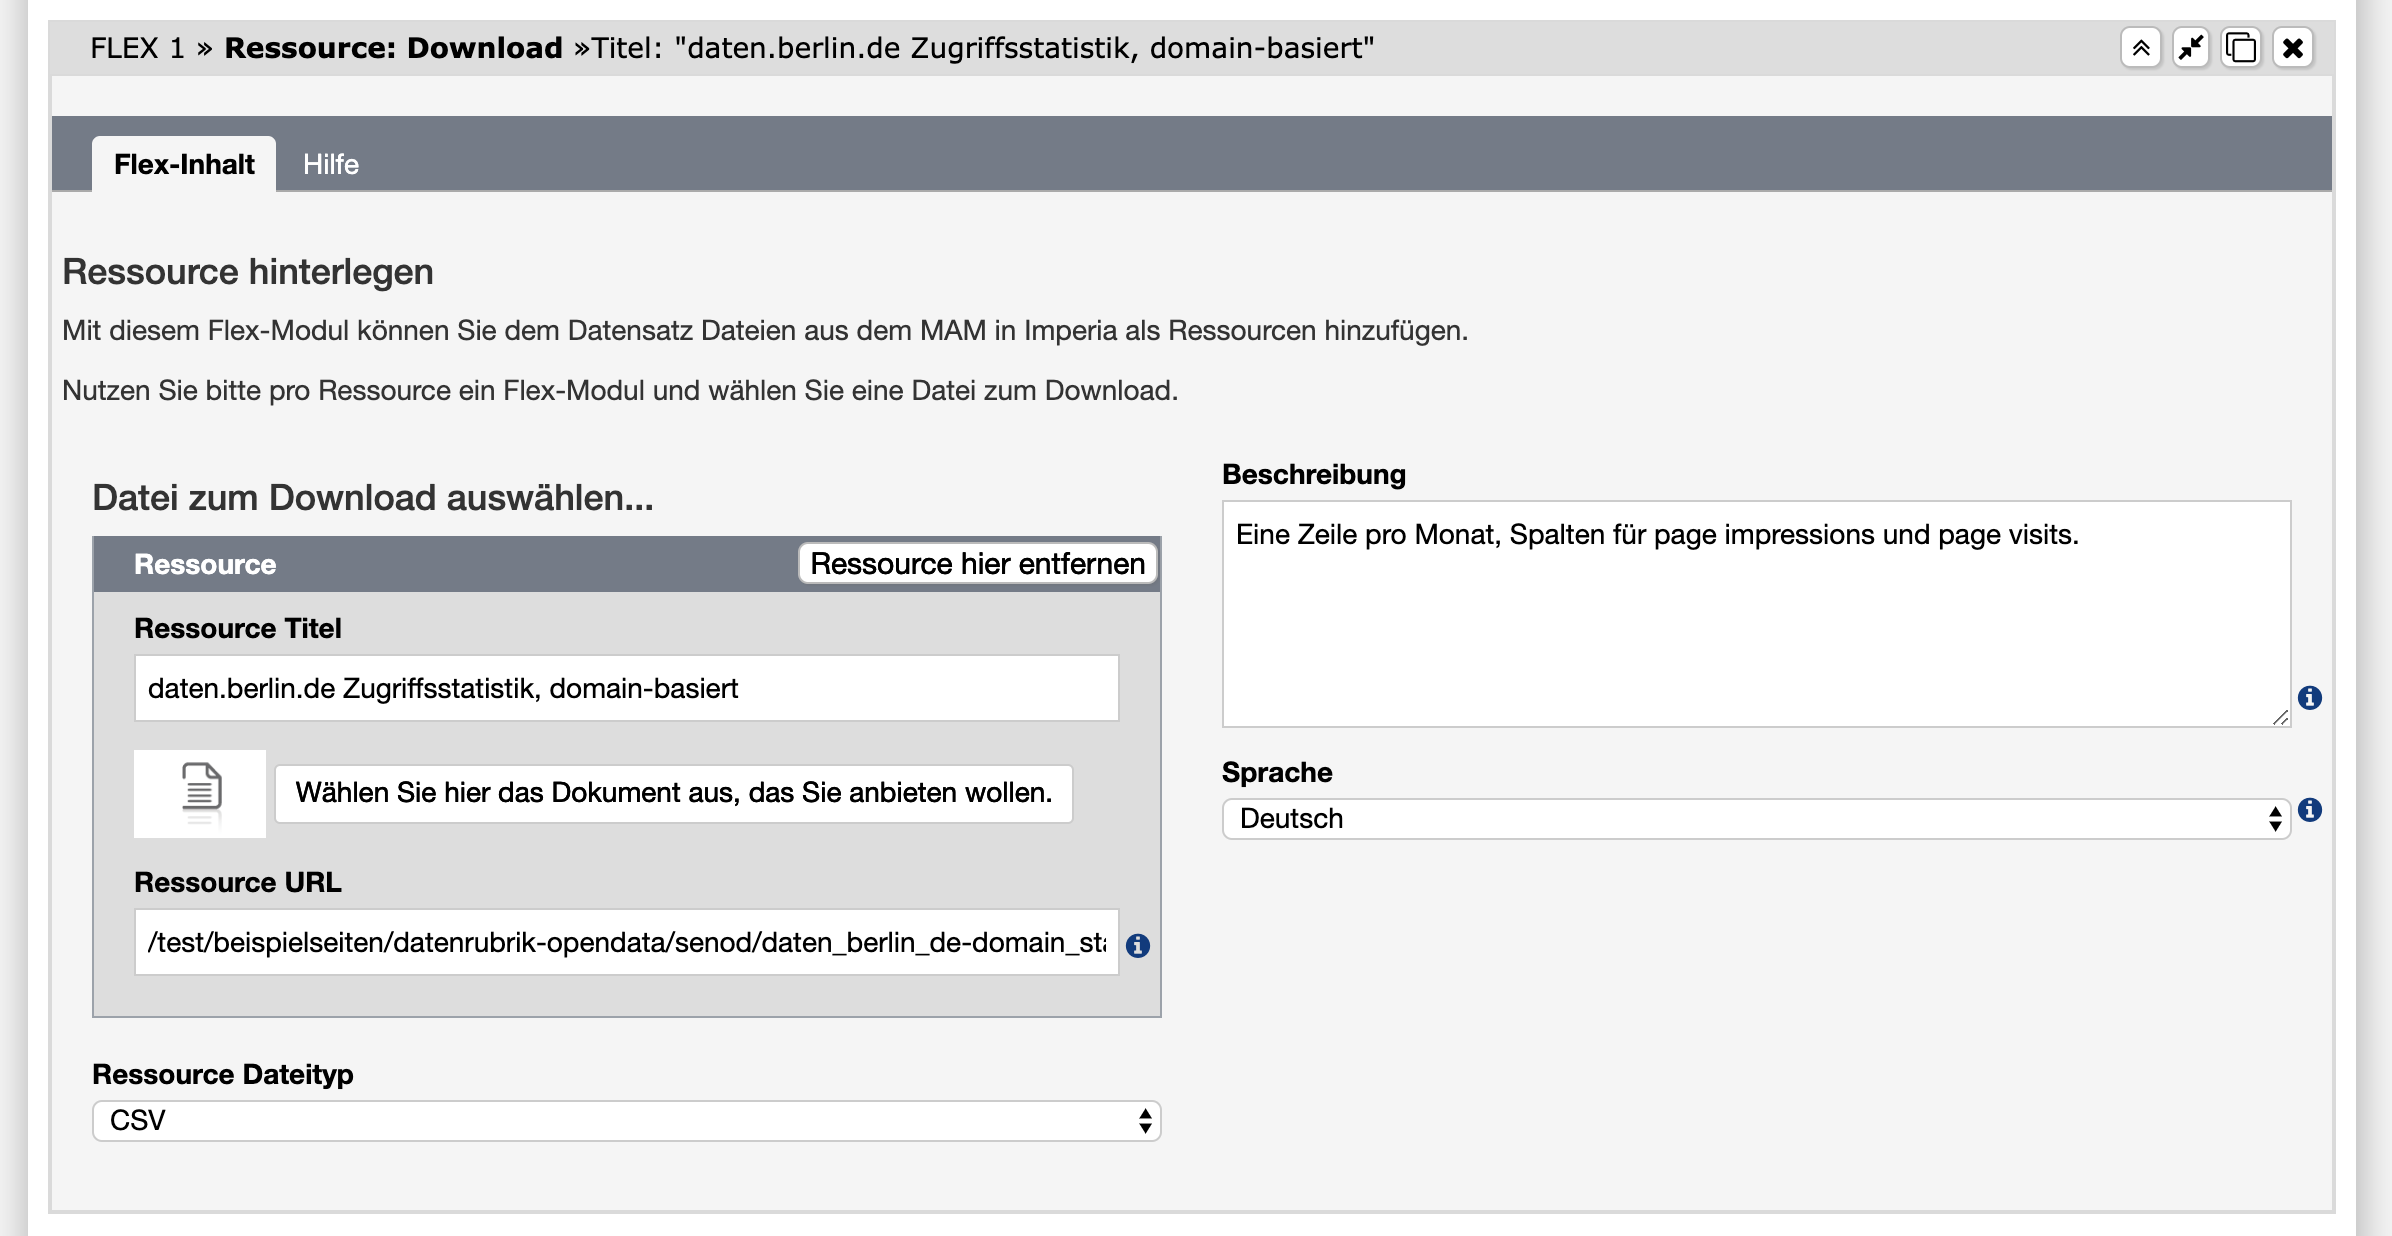 FLEX 1 » Ressource: Download »Titel: "daten.berlin.de Zugriffsstatistik, domain-basiert"
Flex-Inhalt
Hilfe
Ressource hinterlegen
Mit diesem Flex-Modul können Sie dem Datensatz Dateien aus dem MAM in Imperia als Ressourcen hinzufügen.
Nutzen Sie bitte pro Ressource ein Flex-Modul und wählen Sie eine Datei zum Download.
Datei zum Download auswählen...
Ressource
Ressource hier entfernen
Ressource Titel
daten.berlin.de Zugriffsstatistik, domain-basiert
Wählen Sie hier das Dokument aus, das Sie anbieten wollen.
Ressource URL
/test/beispielseiten/datenrubrik-opendata/senod/daten_berlin_de-domain_sta
Ressource Dateityp
CSV
Beschreibung
Eine Zeile pro Monat, Spalten für page impressions und page visits.
Sprache
Deutsch